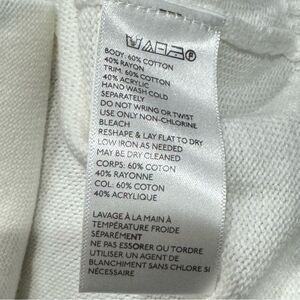 BODY: 60% COTTON
40% RAYON
TRIM: 60% COTTON
40% ACRYLIC
HAND WASH COLD
SEPARATELY
DO NOT WRING OR TWIST
USE ONLY NON-CHLORINE
BLEACH
RESHAPE & LAY FLAT TO DRY
LOW IRON AS NEEDED
MAY BE DRY CLEANED
CORPS: 60% COTON
40% RAYONNE
COL: 60% COTON
40% ACRYLIQUE
LAVAGE À LA MAIN À
TEMPÉRATURE FROIDE
SÉPARÉMENT
NE PAS ESSORER OU TORDRE
UTILISER UN AGENT DE
BLANCHIMENT SANS CHLORE SI
NÉCESSAIRE